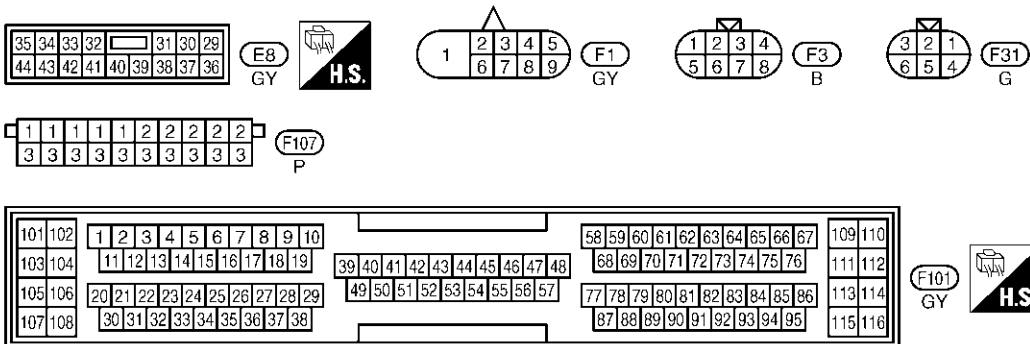 35 34 33 32 31 30 29
44 43 42 41 40 39 38 37 36
E8
GY
H.S.
1
2 3 4 5
6 7 8 9
F1
GY
1 2 3 4
5 6 7 8
F3
B
3 2 1
6 5 4
F31
G
1 1 1 1 1 2 2 2 2 2
3 3 3 3 3 3 3 3 3 3
F107
P
101 102
103 104
105 106
107 108
1 2 3 4 5 6 7 8 9 10
11 12 13 14 15 16 17 18 19
20 21 22 23 24 25 26 27 28 29
30 31 32 33 34 35 36 37 38
39 40 41 42 43 44 45 46 47 48
49 50 51 52 53 54 55 56 57
58 59 60 61 62 63 64 65 66 67
68 69 70 71 72 73 74 75 76
77 78 79 80 81 82 83 84 85 86
87 88 89 90 91 92 93 94 95
109 110
111 112
113 114
115 116
F101
GY
H.S